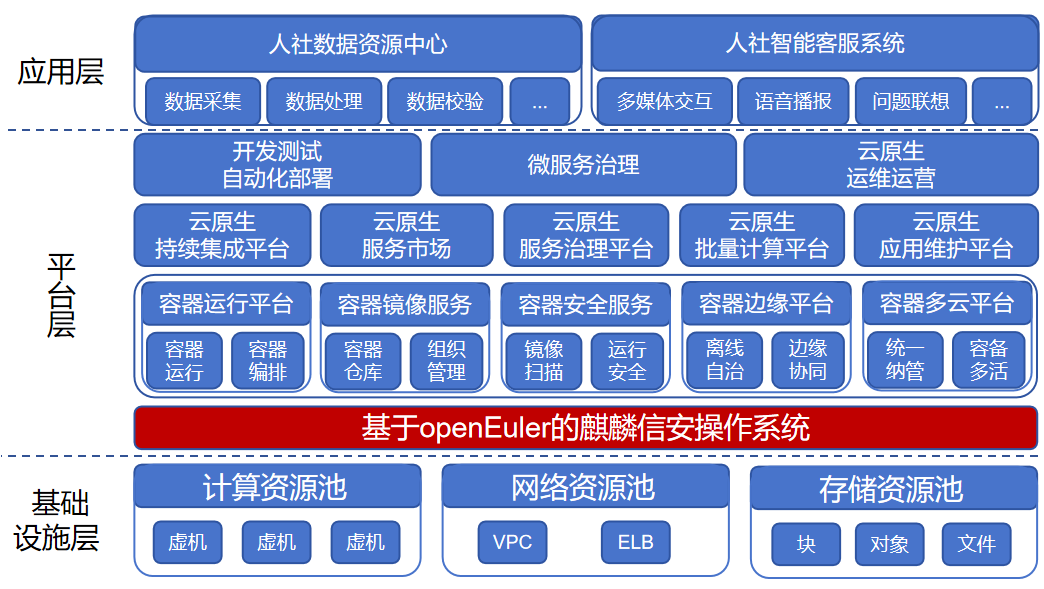 应用层
人社数据资源中心
数据采集
数据处理
数据校验
...
人社智能客服系统
多媒体交互
语音播报
问题联想
...
平台层
开发测试
自动化部署
微服务治理
云原生
运维运营
云原生
持续集成平台
云原生
服务市场
云原生
服务治理平台
云原生
批量计算平台
云原生
应用维护平台
容器运行平台
容器
运行
容器
编排
容器镜像服务
容器
仓库
组织
管理
容器安全服务
镜像
扫描
运行
安全
容器边缘平台
离线
自治
边缘
协同
容器多云平台
统一
纳管
容备
多活
基于openEuler的麒麟信安操作系统
基础
设施层
计算资源池
虚机
虚机
虚机
网络资源池
VPC
ELB
存储资源池
块
对象
文件